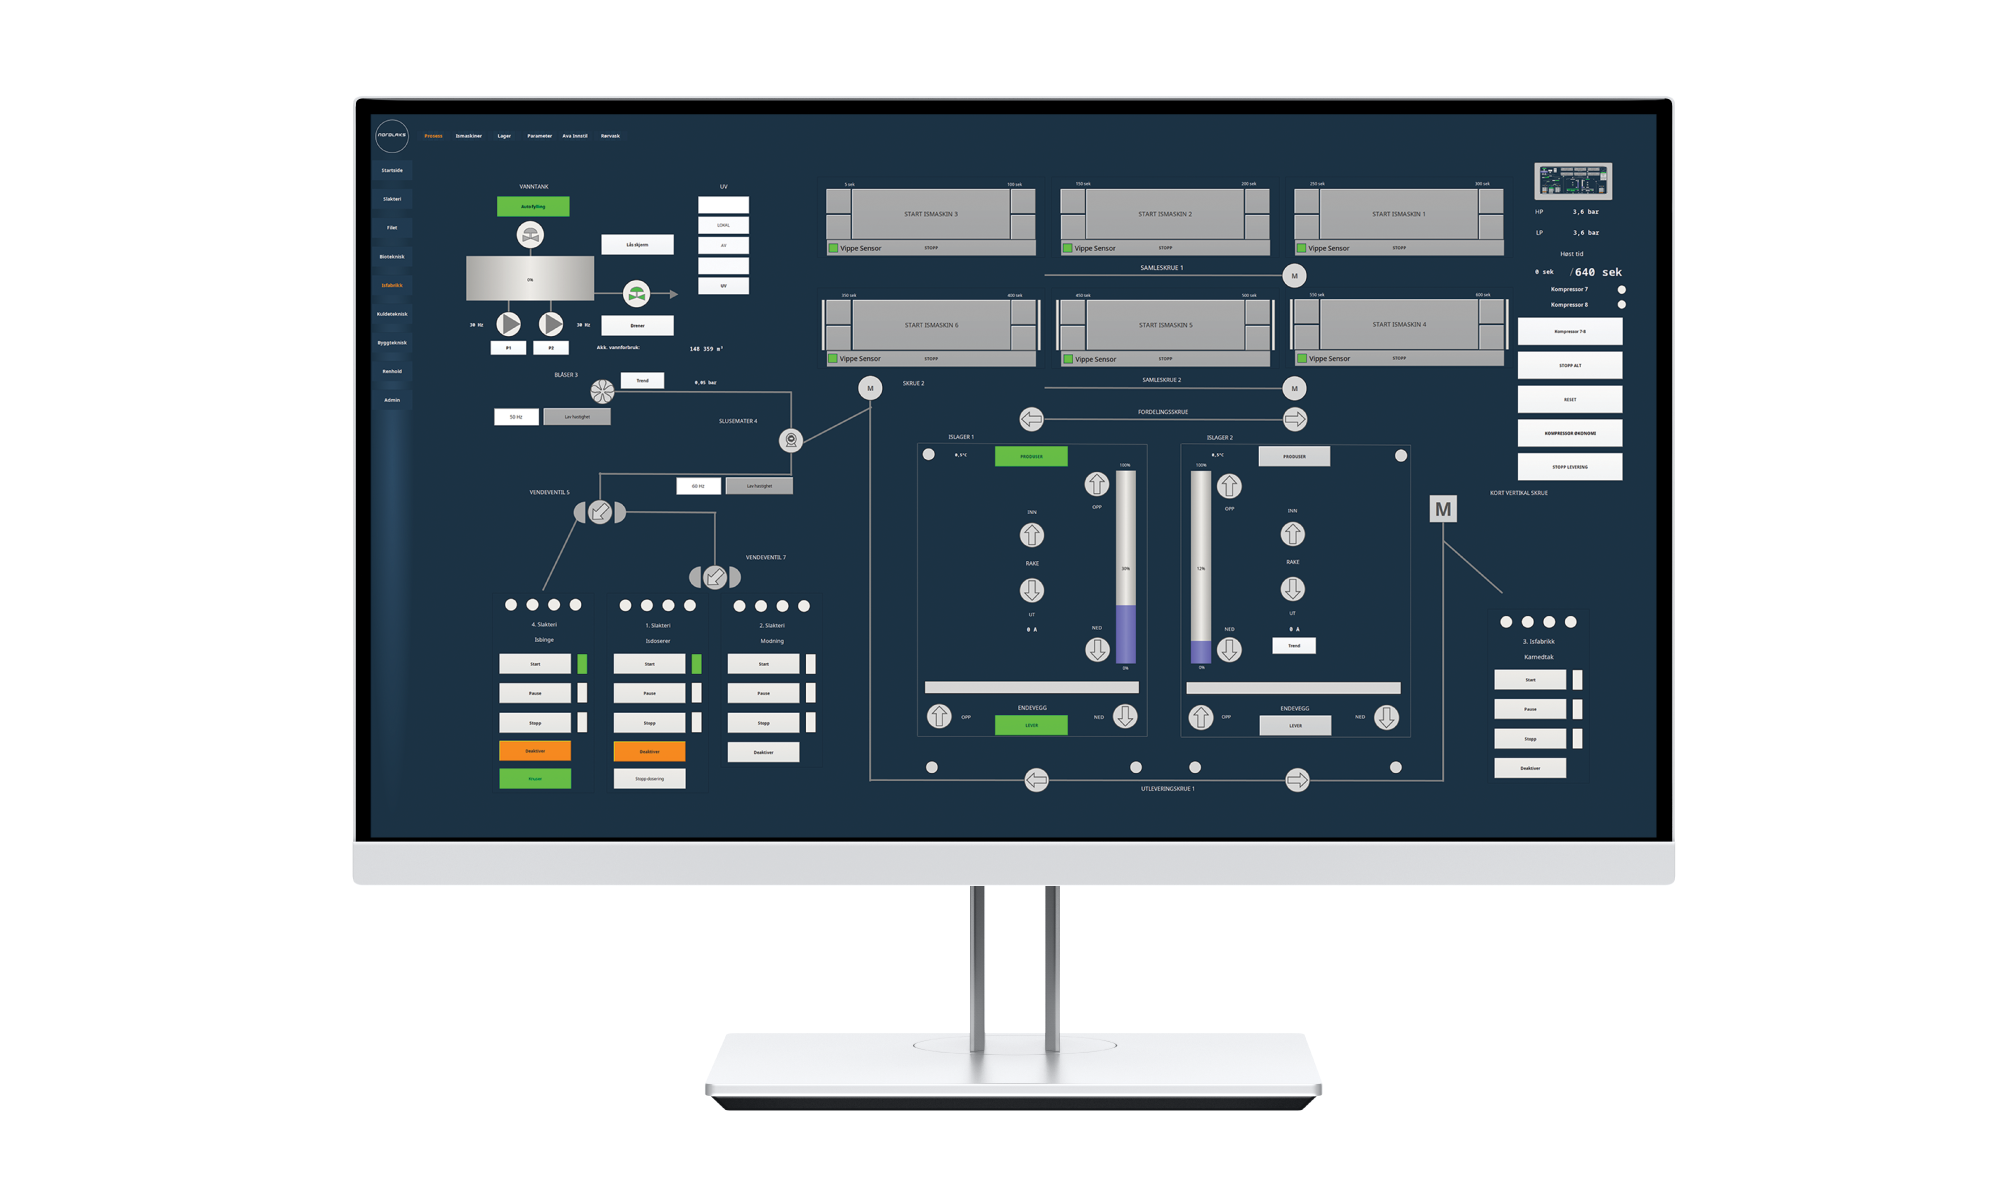 NORDLAKS
Prosess Ismaskiner Lager Parameter Ava Innstil Rørvask
Startside
Slakteri
Filet
Bioteknisk
Isfabrikk
Kuldeteknisk
Byggteknisk
Renhold
Admin
VANNTANK
Autofylling
0%
30 Hz
30 Hz
P1
P2
Lås skjerm
Brønner
Akk. vannforbruk:
148 359 m³
UV
LOKAL
AV
UV
BLÅSER 3
Trend
0,05 bar
50 Hz
Lav hastighet
SLUSEMATER 4
60 Hz
Lav hastighet
VENDEVENTIL 5
VENDEVENTIL 7
4. Slakteri
Isbinge
Start
Pause
Stopp
Deaktiver
1. Slakteri
Isdoserer
Start
Pause
Stopp
Deaktiver
Stopp dosering
2. Slakteri
Modning
Start
Pause
Stopp
Deaktiver
5 sek
100 sek
START ISMASKIN 3
Vippe Sensor
STOPP
150 sek
200 sek
START ISMASKIN 2
Vippe Sensor
STOPP
250 sek
300 sek
START ISMASKIN 1
Vippe Sensor
STOPP
SAMLESKRUE 1
M
350 sek
400 sek
START ISMASKIN 6
Vippe Sensor
STOPP
450 sek
500 sek
START ISMASKIN 5
Vippe Sensor
STOPP
550 sek
600 sek
START ISMASKIN 4
Vippe Sensor
STOPP
M
SKRUE 2
SAMLESKRUE 2
M
FORDELINGSSKRUE
ISLAGER 1
0,5°C
PRODUSER
100%
OPP
INN
RAKE
30%
UT
0 A
NED
0%
ENDEVEGG
OPP
LEVER
NED
ISLAGER 2
0,5°C
PRODUSER
100%
OPP
INN
RAKE
12%
UT
0 A
NED
Trend
0%
ENDEVEGG
OPP
LEVER
NED
UTLEVERINGSKRUE 1
HP 3,6 bar
LP 3,6 bar
Høst tid
0 sek /640 sek
Kompressor 7
Kompressor 8
Kompressor 7-8
STOPP ALT
RESET
KOMPRESSOR ØKONOMI
STOPP LEVERING
KORT VERTIKAL SKRUE
M
3. Isfabrikk
Karnedtak
Start
Pause
Stopp
Deaktiver